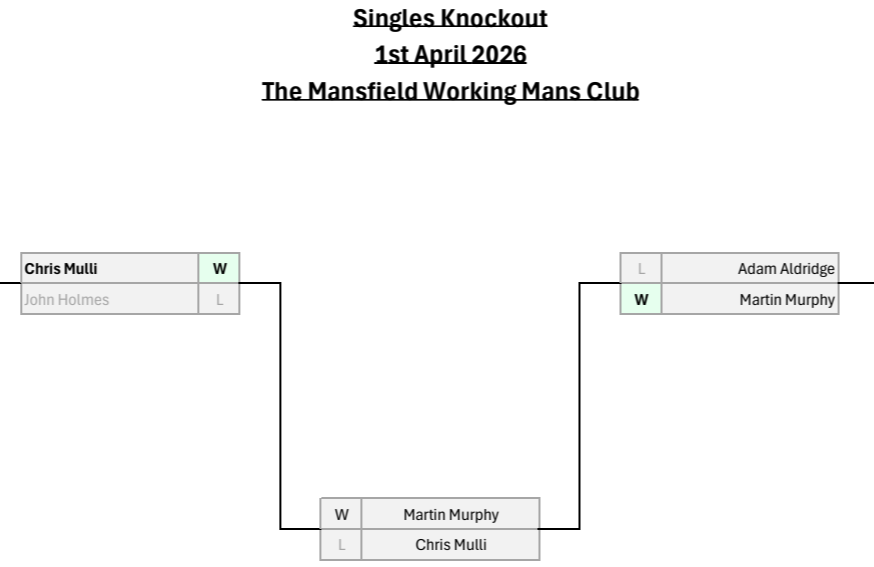 Singles Knockout
1st April 2026
The Mansfield Working Mans Club
Chris Mulli W
John Holmes L
L Adam Aldridge
W Martin Murphy
W Martin Murphy
L Chris Mulli